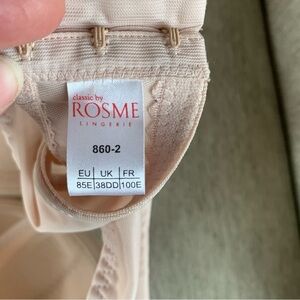 classic by
ROSME
LINGERIE
860-2
EU UK FR
85E 38DD 100E